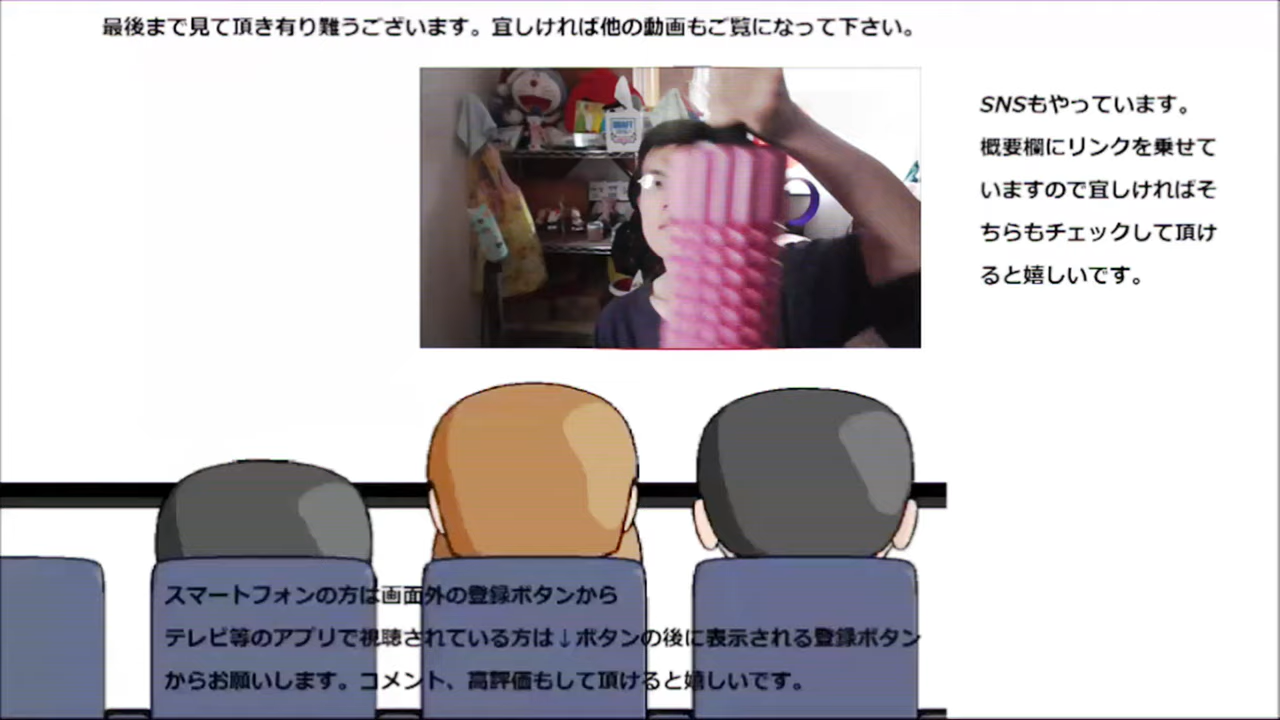 最後まで見て頂き有り難うございます。宜しければ他の動画もご覧になって下さい。
SNSもやっています。
概要欄にリンクを乗せて
いますので宜しければそ
ちらもチェックして頂け
ると嬉しいです。
スマートフォンの方は画面外の登録ボタンから
テレビ等のアプリで視聴されている方は↓ボタンの後に表示される登録ボタン
からお願いします。コメント、高評価もして頂けると嬉しいです。